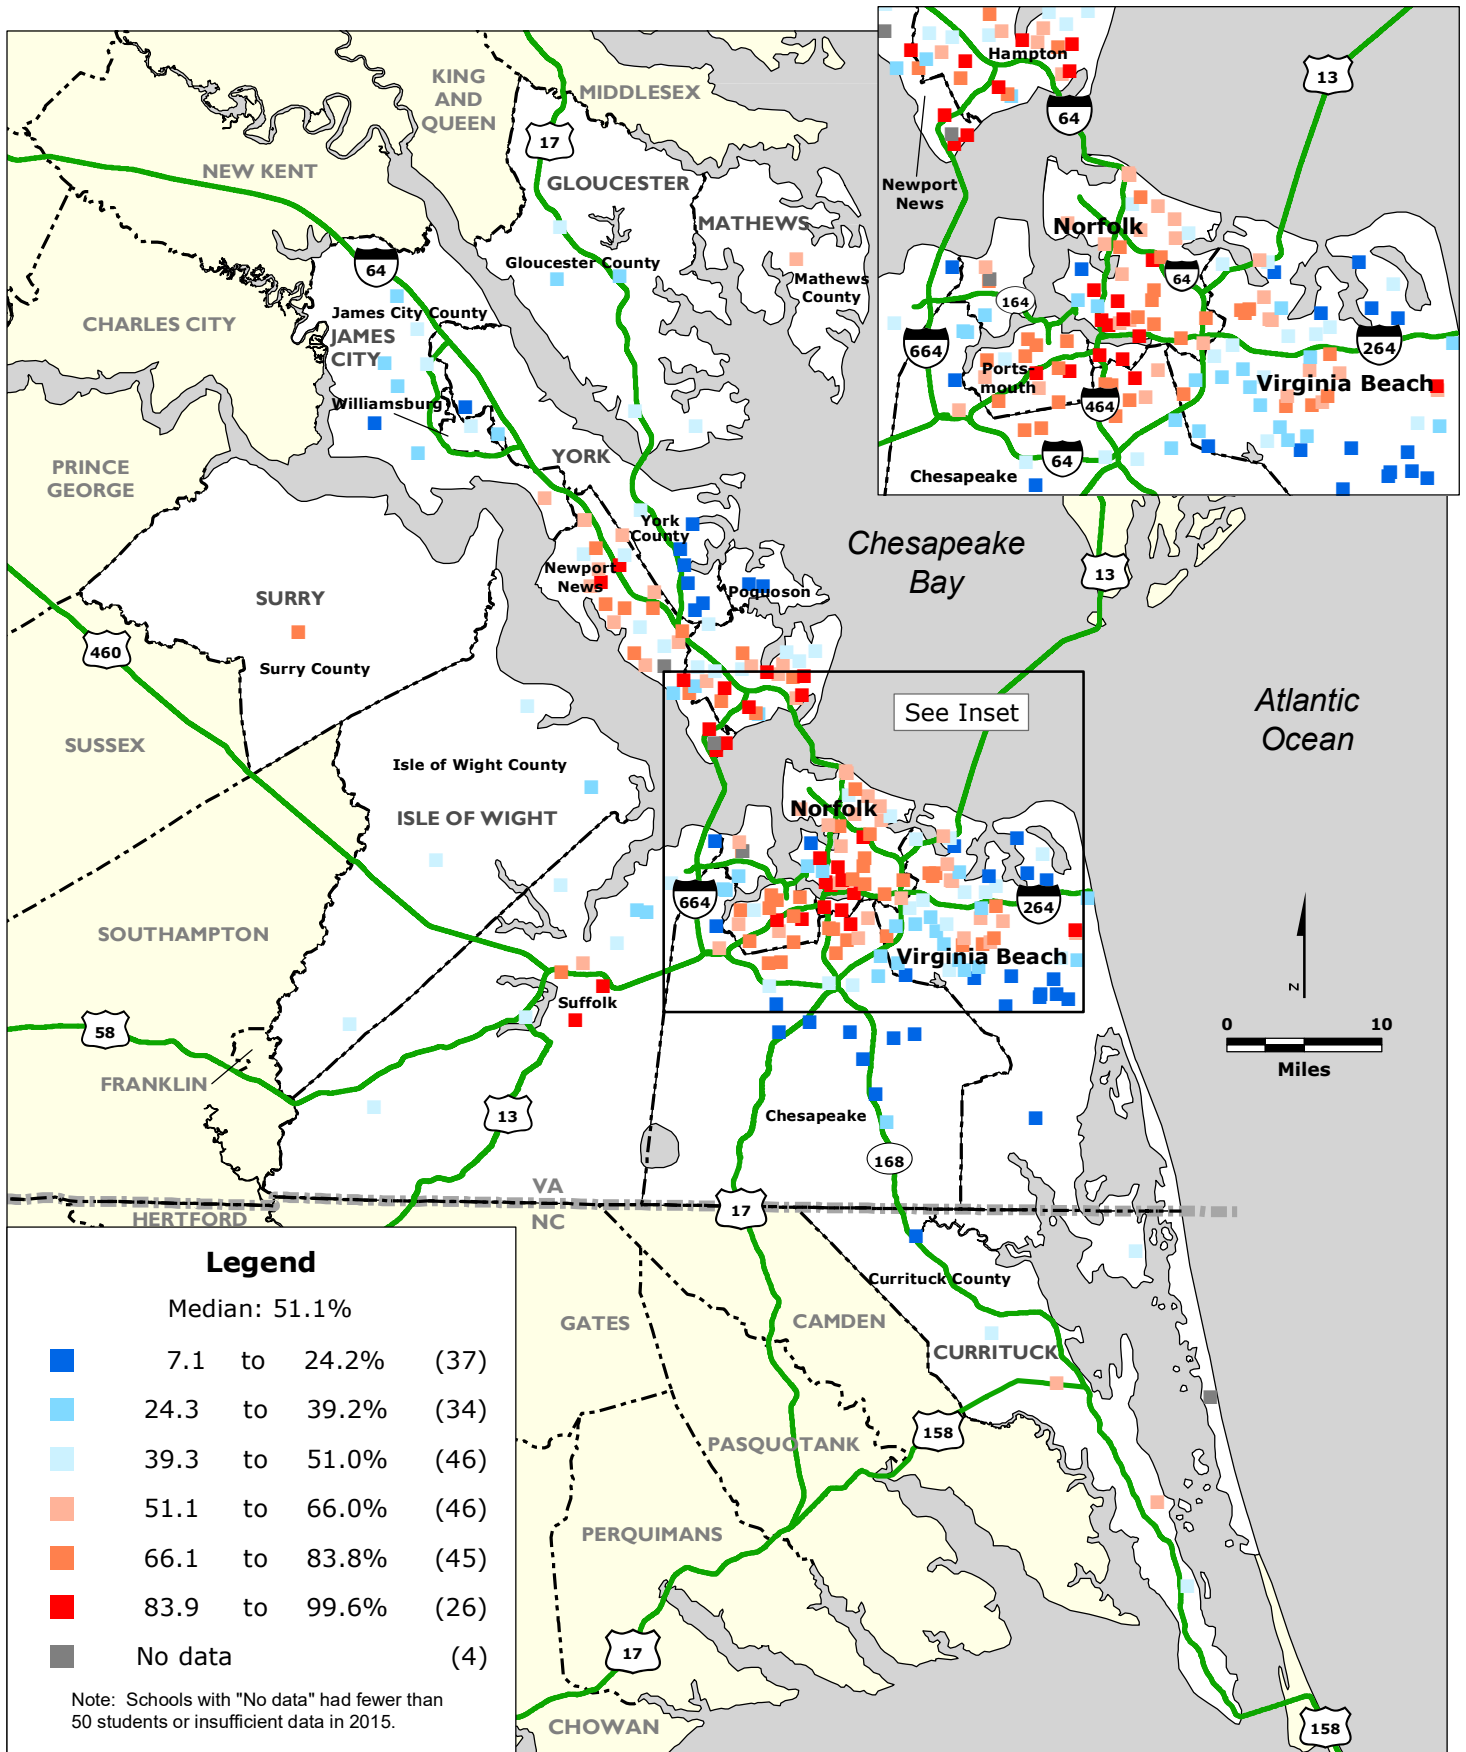 KING
AND
QUEEN
MIDDLESEX
NEW KENT
17
GLOUCESTER
MATHEWS
Gloucester County
Mathews
County
64
James City County
JAMES
CITY
CHARLES CITY
Williamsburg
PRINCE
GEORGE
YORK
York
County
Newport
News
Poquoson
SURRY
Surry County
460
SUSSEX
Isle of Wight County
ISLE OF WIGHT
SOUTHAMPTON
58
FRANKLIN
Suffolk
13
664
Norfolk
264
Virginia Beach
Chesapeake
168
See Inset
Chesapeake
Bay
Atlantic
Ocean
13
Hampton
64
13
Newport
News
Norfolk
64
164
664
264
Ports-
mouth
Virginia Beach
464
64
Chesapeake
N
0 10
Miles
VA
NC
HERTFORD
17
Currituck County
GATES
CAMDEN
CURRITUCK
PASQUOTANK
158
PERQUIMANS
17
CHOWAN
158
Legend
Median: 51.1%
7.1 to 24.2% (37)
24.3 to 39.2% (34)
39.3 to 51.0% (46)
51.1 to 66.0% (46)
66.1 to 83.8% (45)
83.9 to 99.6% (26)
No data (4)
Note: Schools with "No data" had fewer than
50 students or insufficient data in 2015.